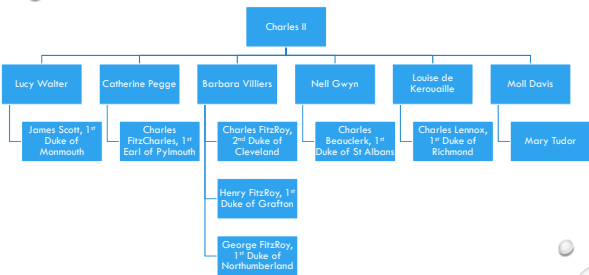 Charles II
Lucy Walter
Catherine Pegge
Barbara Villiers
Nell Gwyn
Louise de
Kerouaille
Moll Davis
James Scott, 1st
Duke of
Monmouth
Charles
FitzCharles, 1st
Earl of Pylmouth
Charles FitzRoy,
2nd Duke of
Cleveland
Charles
Beauclerk, 1st
Duke of St Albans
Charles Lennox,
1st Duke of
Richmond
Mary Tudor
Henry FitzRoy, 1st
Duke of Grafton
George FitzRoy,
1st Duke of
Northumberland